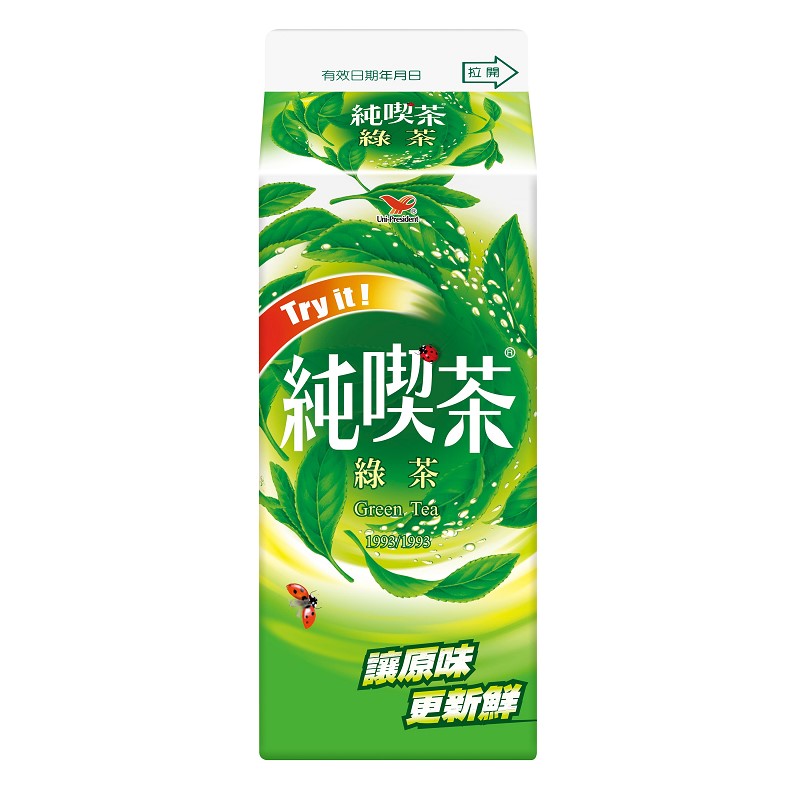 有效日期年月日
拉開
純喫茶
綠茶
Uni-President
®
Try it!
純喫茶®
綠茶
Green Tea
1993/1993
讓原味
更新鮮